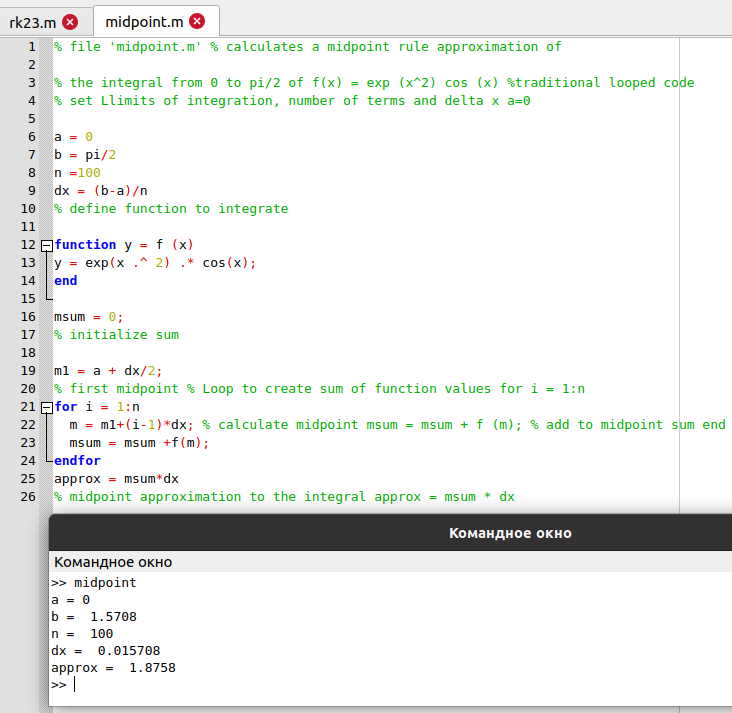 rk23.m midpoint.m
1 % file 'midpoint.m' % calculates a midpoint rule approximation of
2
3 % the integral from 0 to pi/2 of f(x) = exp (x^2) cos (x) %traditional looped code
4 % set Llimits of integration, number of terms and delta x a=0
5
6 a = 0
7 b = pi/2
8 n =100
9 dx = (b-a)/n
10 % define function to integrate
11
12 function y = f (x)
13 y = exp(x .^ 2) .* cos(x);
14 end
15
16 msum = 0;
17 % initialize sum
18
19 m1 = a + dx/2;
20 % first midpoint % Loop to create sum of function values for i = 1:n
21 for i = 1:n
22 m = m1+(i-1)*dx; % calculate midpoint msum = msum + f (m); % add to midpoint sum end
23 msum = msum +f(m);
24 endfor
25 approx = msum*dx
26 % midpoint approximation to the integral approx = msum * dx
Командное окно
Командное окно
>> midpoint
a = 0
b = 1.5708
n = 100
dx = 0.015708
approx = 1.8758
>>